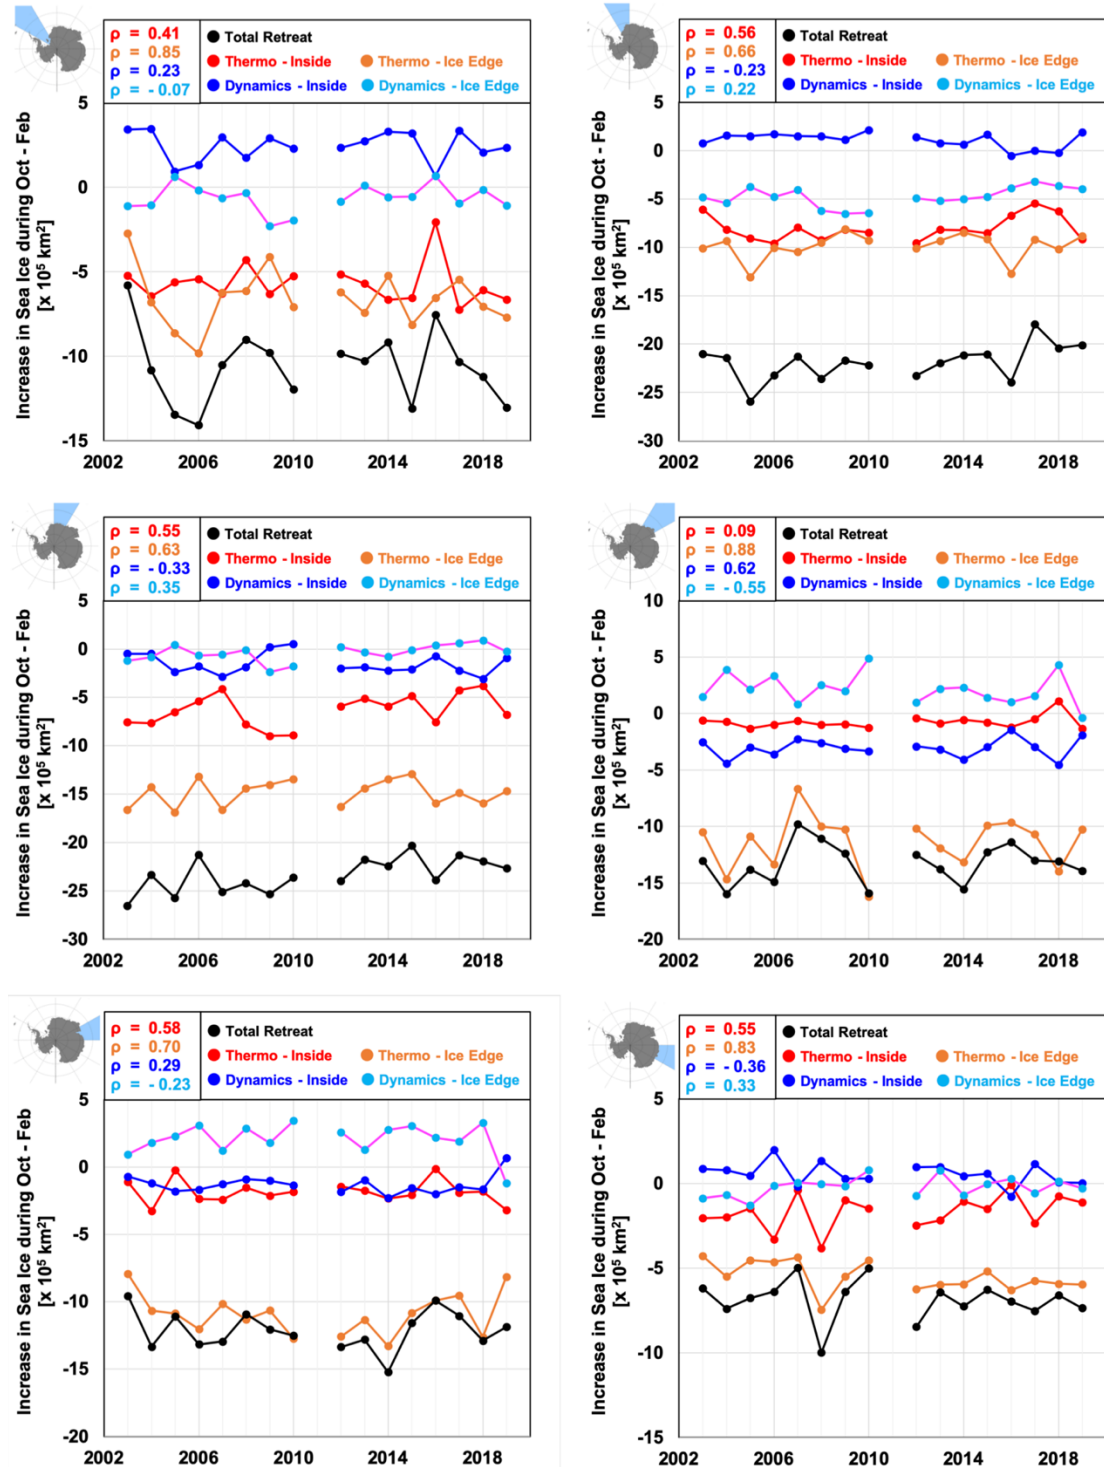 ρ = 0.41
ρ = 0.85
ρ = 0.23
ρ = - 0.07
Total Retreat
Thermo - Inside
Thermo - Ice Edge
Dynamics - Inside
Dynamics - Ice Edge
Increase in Sea Ice during Oct - Feb
[x 10⁵ km²]
5
0
-5
-10
-15
2002 2006 2010 2014 2018
ρ = 0.56
ρ = 0.66
ρ = - 0.23
ρ = 0.22
Total Retreat
Thermo - Inside
Thermo - Ice Edge
Dynamics - Inside
Dynamics - Ice Edge
Increase in Sea Ice during Oct - Feb
[x 10⁵ km²]
5
0
-5
-10
-15
-20
-25
-30
2002 2006 2010 2014 2018
ρ = 0.55
ρ = 0.63
ρ = - 0.33
ρ = 0.35
Total Retreat
Thermo - Inside
Thermo - Ice Edge
Dynamics - Inside
Dynamics - Ice Edge
Increase in Sea Ice during Oct - Feb
[x 10⁵ km²]
5
0
-5
-10
-15
-20
-25
-30
2002 2006 2010 2014 2018
ρ = 0.09
ρ = 0.88
ρ = 0.62
ρ = - 0.55
Total Retreat
Thermo - Inside
Thermo - Ice Edge
Dynamics - Inside
Dynamics - Ice Edge
Increase in Sea Ice during Oct - Feb
[x 10⁵ km²]
10
5
0
-5
-10
-15
-20
2002 2006 2010 2014 2018
ρ = 0.58
ρ = 0.70
ρ = 0.29
ρ = - 0.23
Total Retreat
Thermo - Inside
Thermo - Ice Edge
Dynamics - Inside
Dynamics - Ice Edge
Increase in Sea Ice during Oct - Feb
[x 10⁵ km²]
5
0
-5
-10
-15
-20
2002 2006 2010 2014 2018
ρ = 0.55
ρ = 0.83
ρ = - 0.36
ρ = 0.33
Total Retreat
Thermo - Inside
Thermo - Ice Edge
Dynamics - Inside
Dynamics - Ice Edge
Increase in Sea Ice during Oct - Feb
[x 10⁵ km²]
5
0
-5
-10
-15
2002 2006 2010 2014 2018